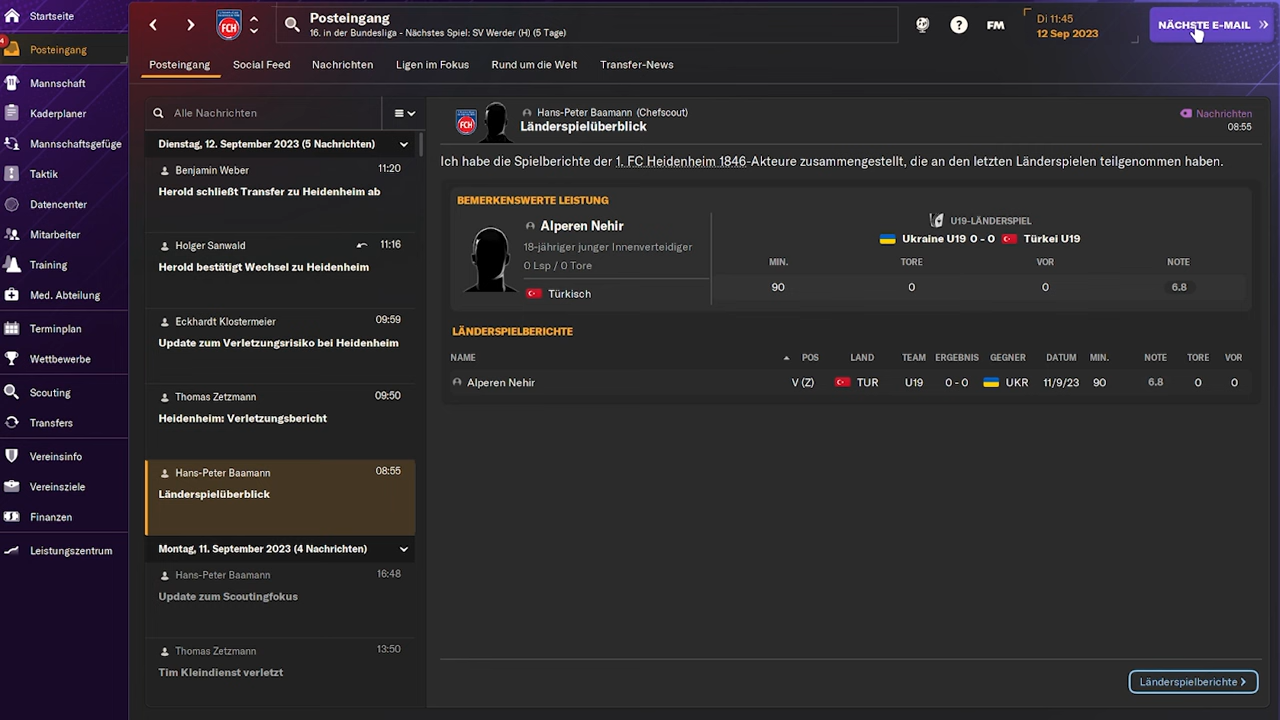 Startseite
4
Posteingang
Mannschaft
Kaderplaner
Mannschaftsgefüge
Taktik
Datencenter
Mitarbeiter
Training
Med. Abteilung
Terminplan
Wettbewerbe
Scouting
Transfers
Vereinsinfo
Vereinsziele
Finanzen
Leistungszentrum
FCH
Posteingang
16. in der Bundesliga - Nächstes Spiel: SV Werder (H) (5 Tage)
?
FM
Di 11:45
12 Sep 2023
NÄCHSTE E-MAIL
Posteingang Social Feed Nachrichten Ligen im Fokus Rund um die Welt Transfer-News
Alle Nachrichten
Dienstag, 12. September 2023 (5 Nachrichten)
Benjamin Weber 11:20
Herold schließt Transfer zu Heidenheim ab
Holger Sanwald 11:16
Herold bestätigt Wechsel zu Heidenheim
Eckhardt Klostermeier 09:59
Update zum Verletzungsrisiko bei Heidenheim
Thomas Zetzmann 09:50
Heidenheim: Verletzungsbericht
Hans-Peter Baamann 08:55
Länderspielüberblick
Montag, 11. September 2023 (4 Nachrichten)
Hans-Peter Baamann 16:48
Update zum Scoutingfokus
Thomas Zetzmann 13:50
Tim Kleindienst verletzt
FCH
Hans-Peter Baamann (Chefscout)
Länderspielüberblick
Nachrichten
08:55
Ich habe die Spielberichte der 1. FC Heidenheim 1846-Akteure zusammengestellt, die an den letzten Länderspielen teilgenommen haben.
BEMERKENSWERTE LEISTUNG
Alperen Nehir
18-jähriger junger Innenverteidiger
0 Lsp / 0 Tore
Türkisch
U19-LÄNDERSPIEL
Ukraine U19 0 - 0 Türkei U19
MIN. TORE VOR NOTE
90 0 0 6.8
LÄNDERSPIELBERICHTE
NAME POS LAND TEAM ERGEBNIS GEGNER DATUM MIN. NOTE TORE VOR
Alperen Nehir V (Z) TUR U19 0 - 0 UKR 11/9/23 90 6.8 0 0
Länderspielberichte